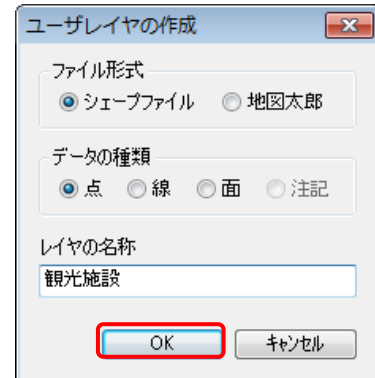 ユーザレイヤの作成
ファイル形式
シェープファイル 地図太郎
データの種類
点 線 面 注記
レイヤの名称
観光施設
OK キャンセル